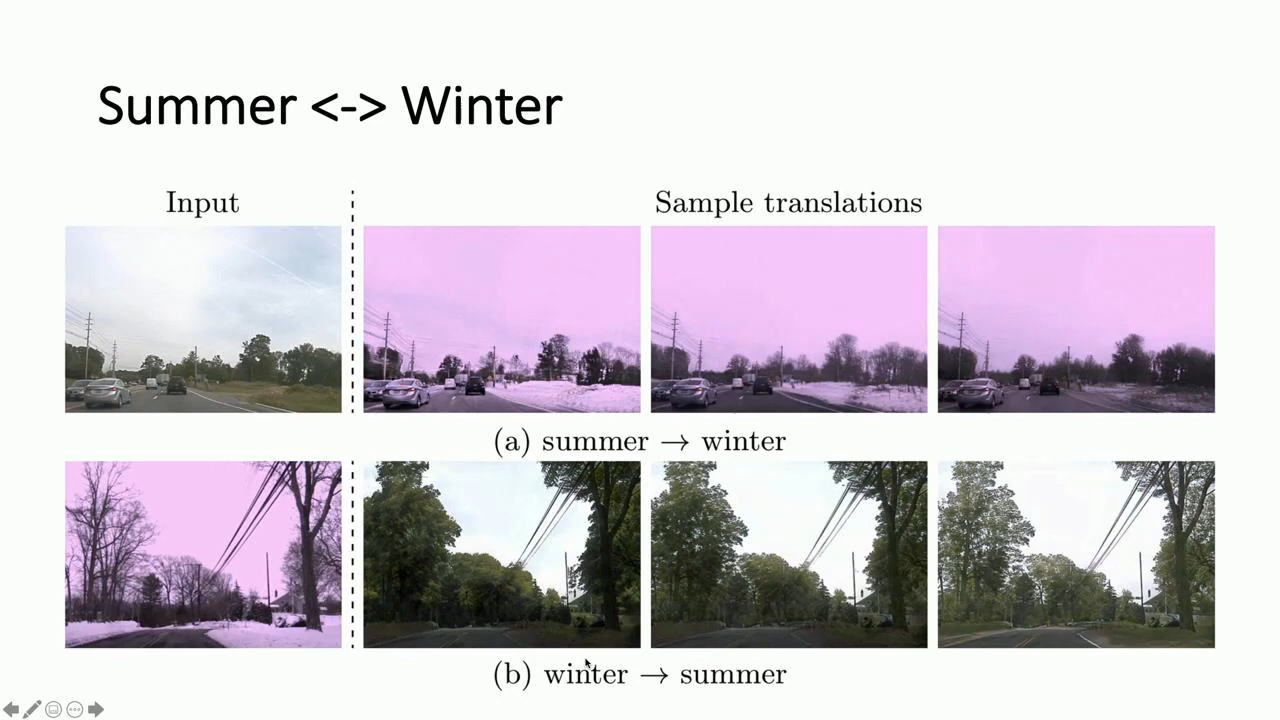 Summer <-> Winter
Input
Sample translations
(a) summer → winter
(b) winter → summer